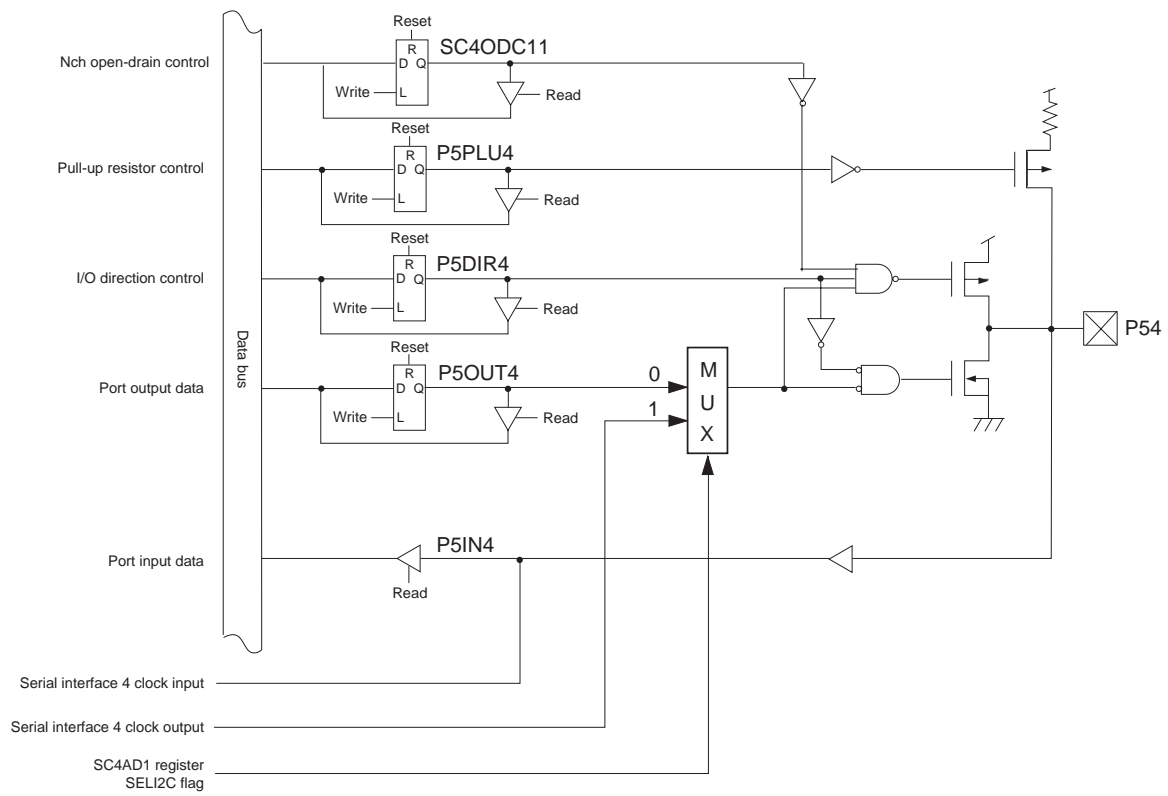 Reset
Nch open-drain control
R
D Q
L
SC4ODC11
Write
Read
Reset
Pull-up resistor control
R
D Q
L
P5PLU4
Write
Read
Reset
I/O direction control
R
D Q
L
P5DIR4
Write
Read
P54
Data bus
Reset
Port output data
R
D Q
L
P5OUT4
Write
Read
0
1
M
U
X
Port input data
P5IN4
Read
Serial interface 4 clock input
Serial interface 4 clock output
SC4AD1 register
SELI2C flag